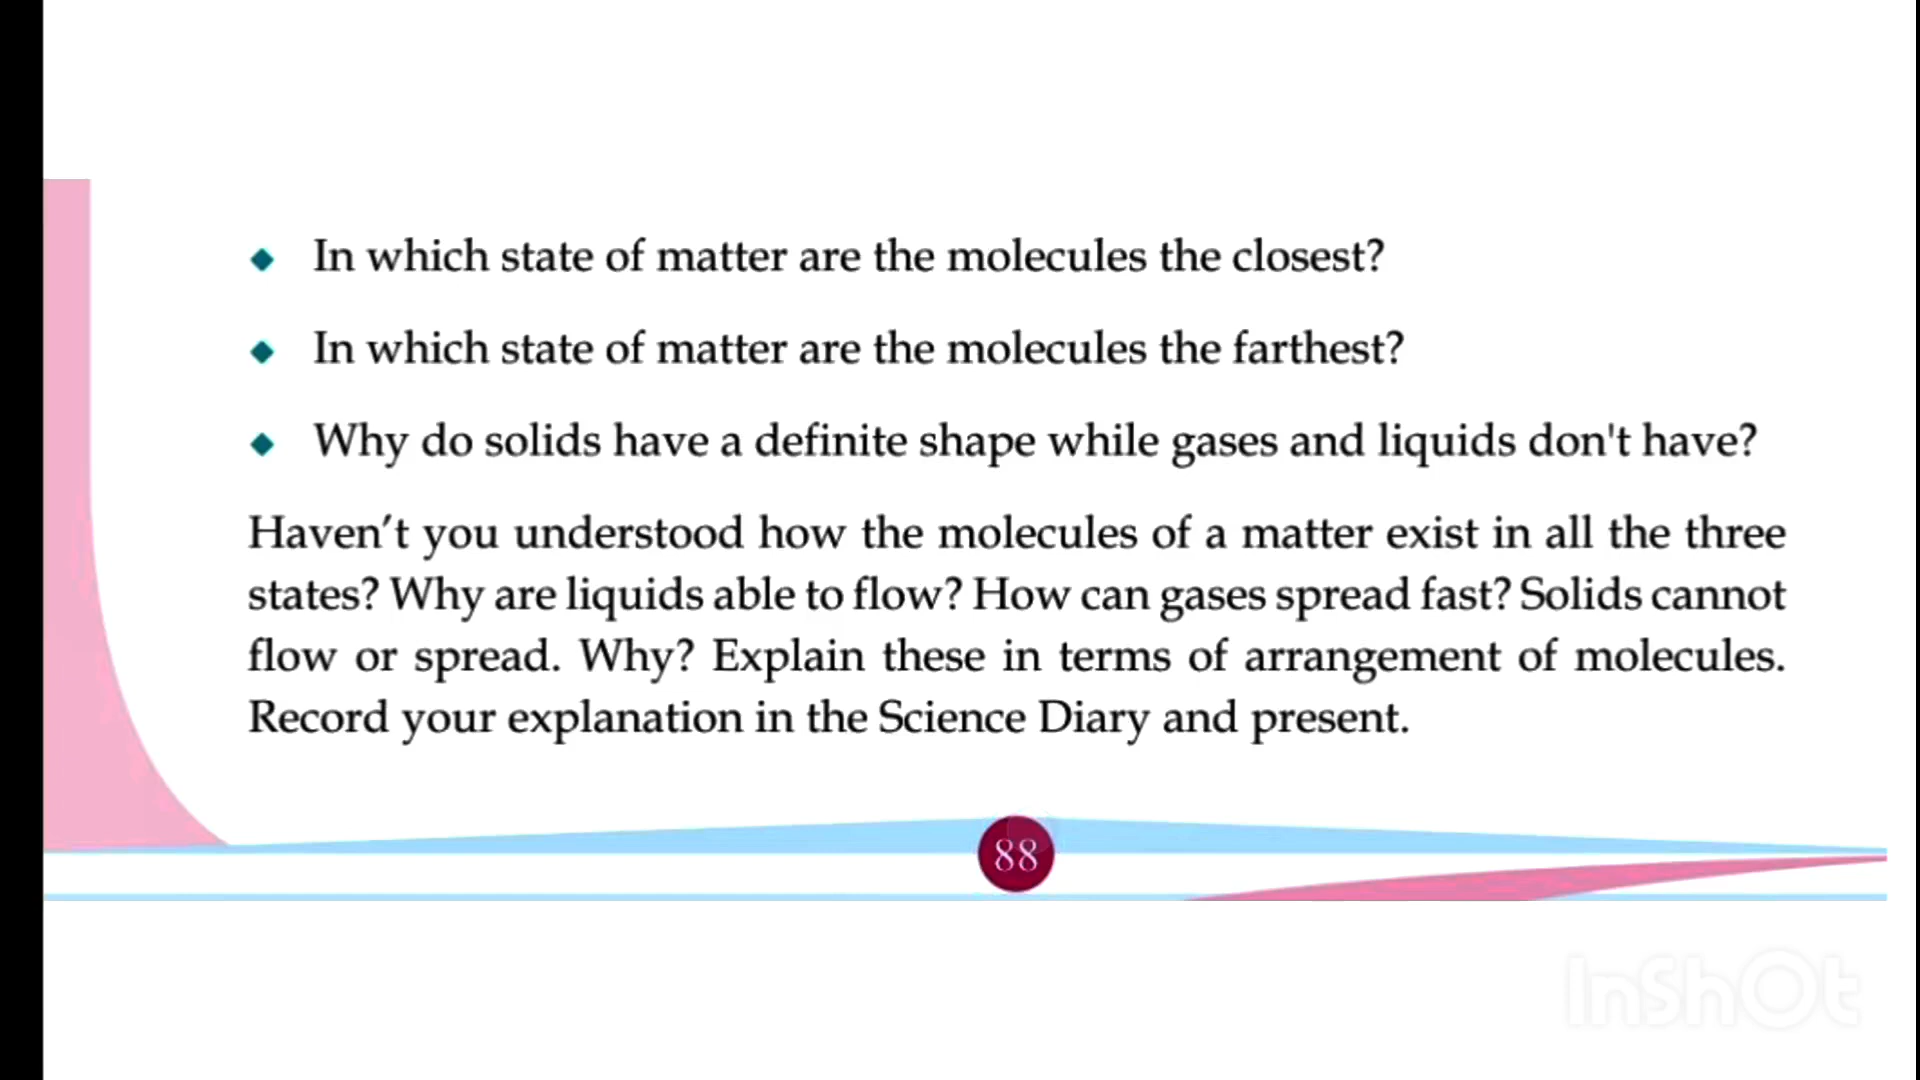 In which state of matter are the molecules the closest?
In which state of matter are the molecules the farthest?
Why do solids have a definite shape while gases and liquids don't have?
Haven’t you understood how the molecules of a matter exist in all the three
states? Why are liquids able to flow? How can gases spread fast? Solids cannot
flow or spread. Why? Explain these in terms of arrangement of molecules.
Record your explanation in the Science Diary and present.
88
InShOt